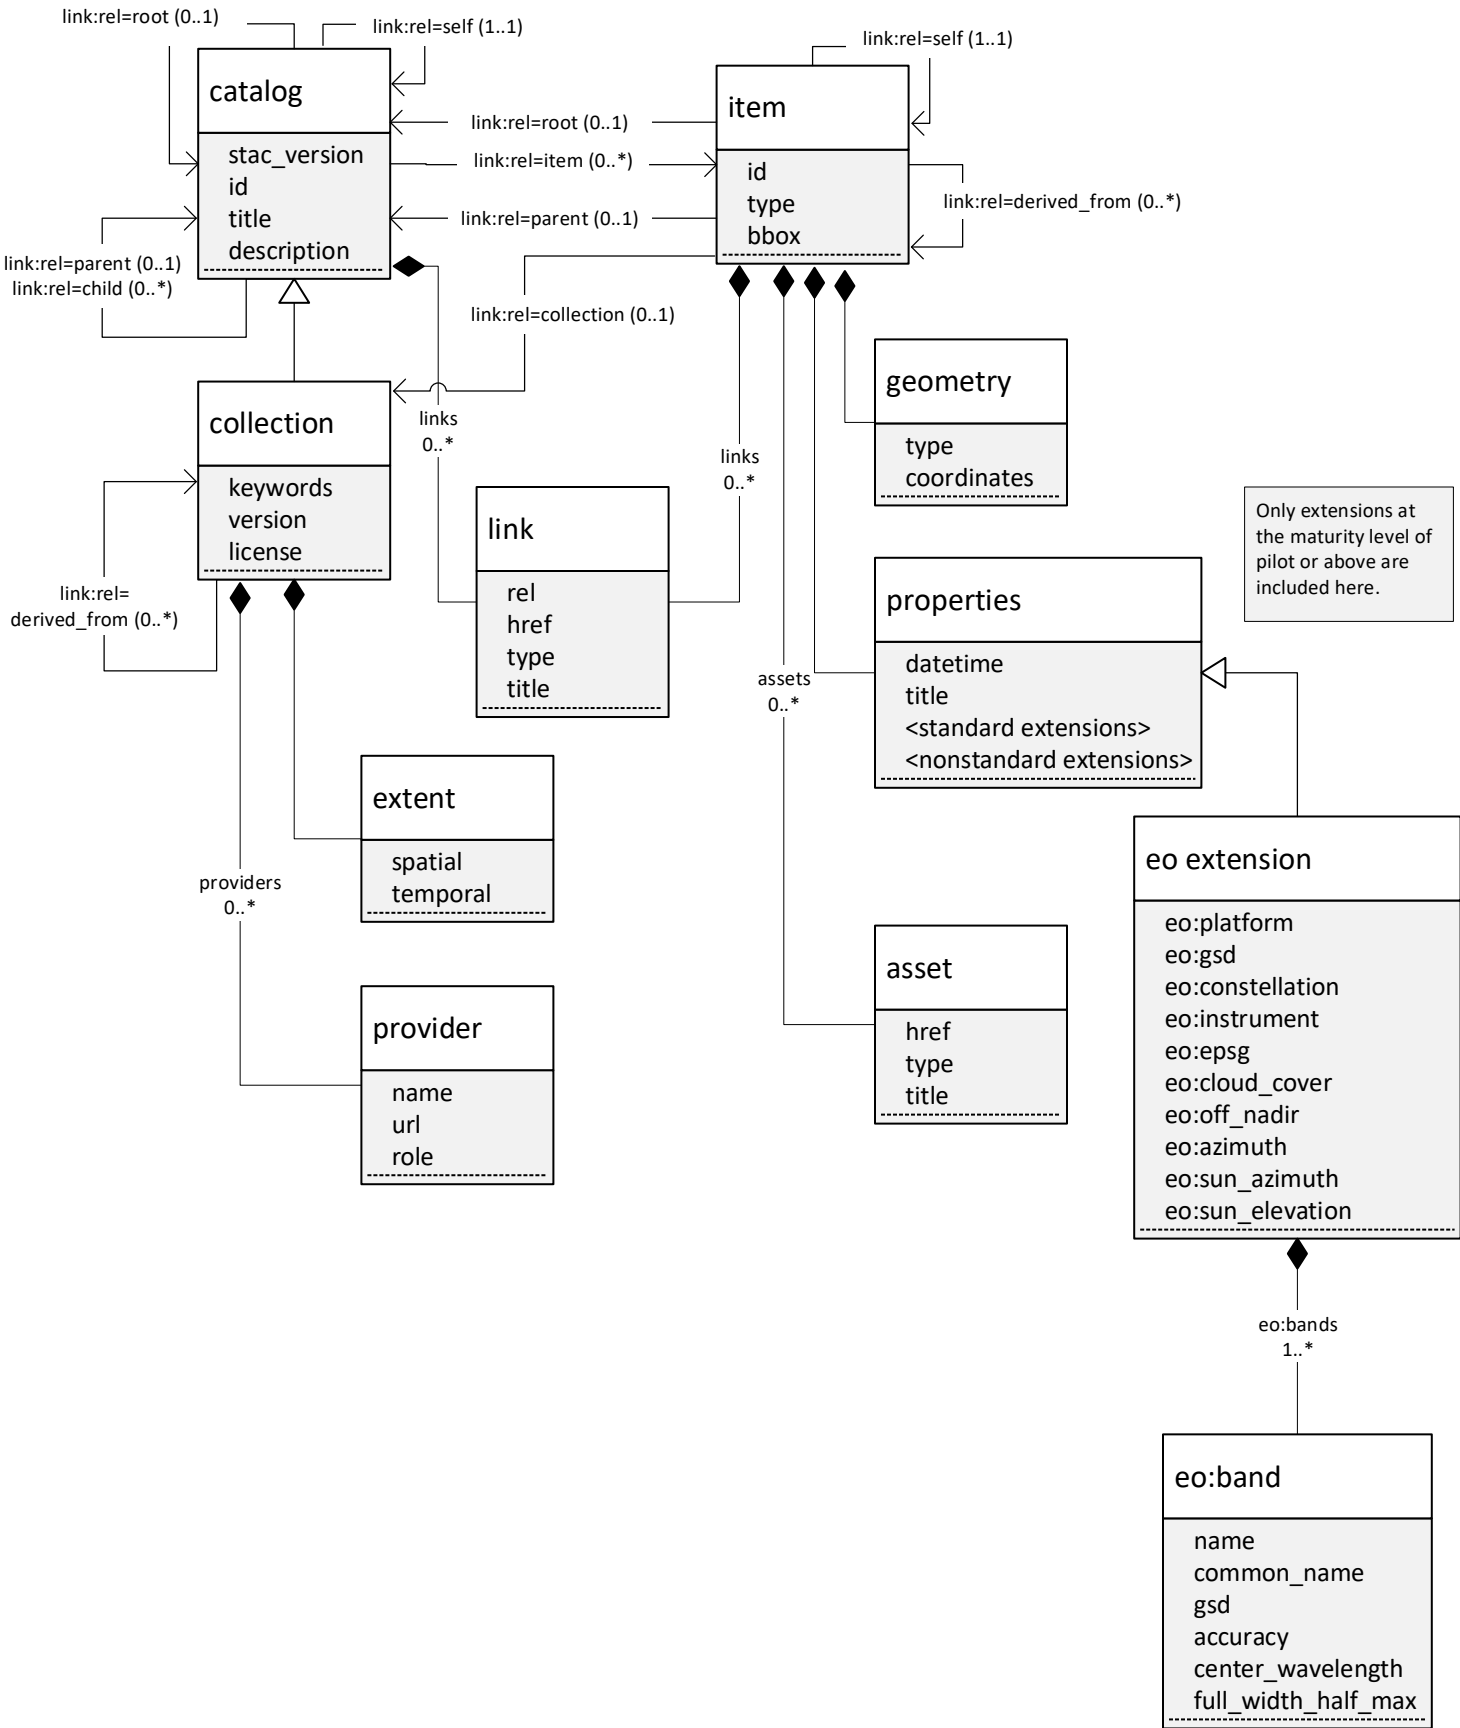 link:rel=root (0..1)
link:rel=self (1..1)
link:rel=self (1..1)
catalog
stac_version
id
title
description
link:rel=root (0..1)
link:rel=item (0..*)
link:rel=parent (0..1)
item
id
type
bbox
link:rel=derived_from (0..*)
link:rel=parent (0..1)
link:rel=child (0..*)
link:rel=collection (0..1)
collection
keywords
version
license
link:rel=
derived_from (0..*)
links
0..*
links
0..*
geometry
type
coordinates
link
rel
href
type
title
Only extensions at
the maturity level of
pilot or above are
included here.
properties
datetime
title
<standard extensions>
<nonstandard extensions>
assets
0..*
extent
spatial
temporal
providers
0..*
provider
name
url
role
asset
href
type
title
eo extension
eo:platform
eo:gsd
eo:constellation
eo:instrument
eo:epsg
eo:cloud_cover
eo:off_nadir
eo:azimuth
eo:sun_azimuth
eo:sun_elevation
eo:bands
1..*
eo:band
name
common_name
gsd
accuracy
center_wavelength
full_width_half_max